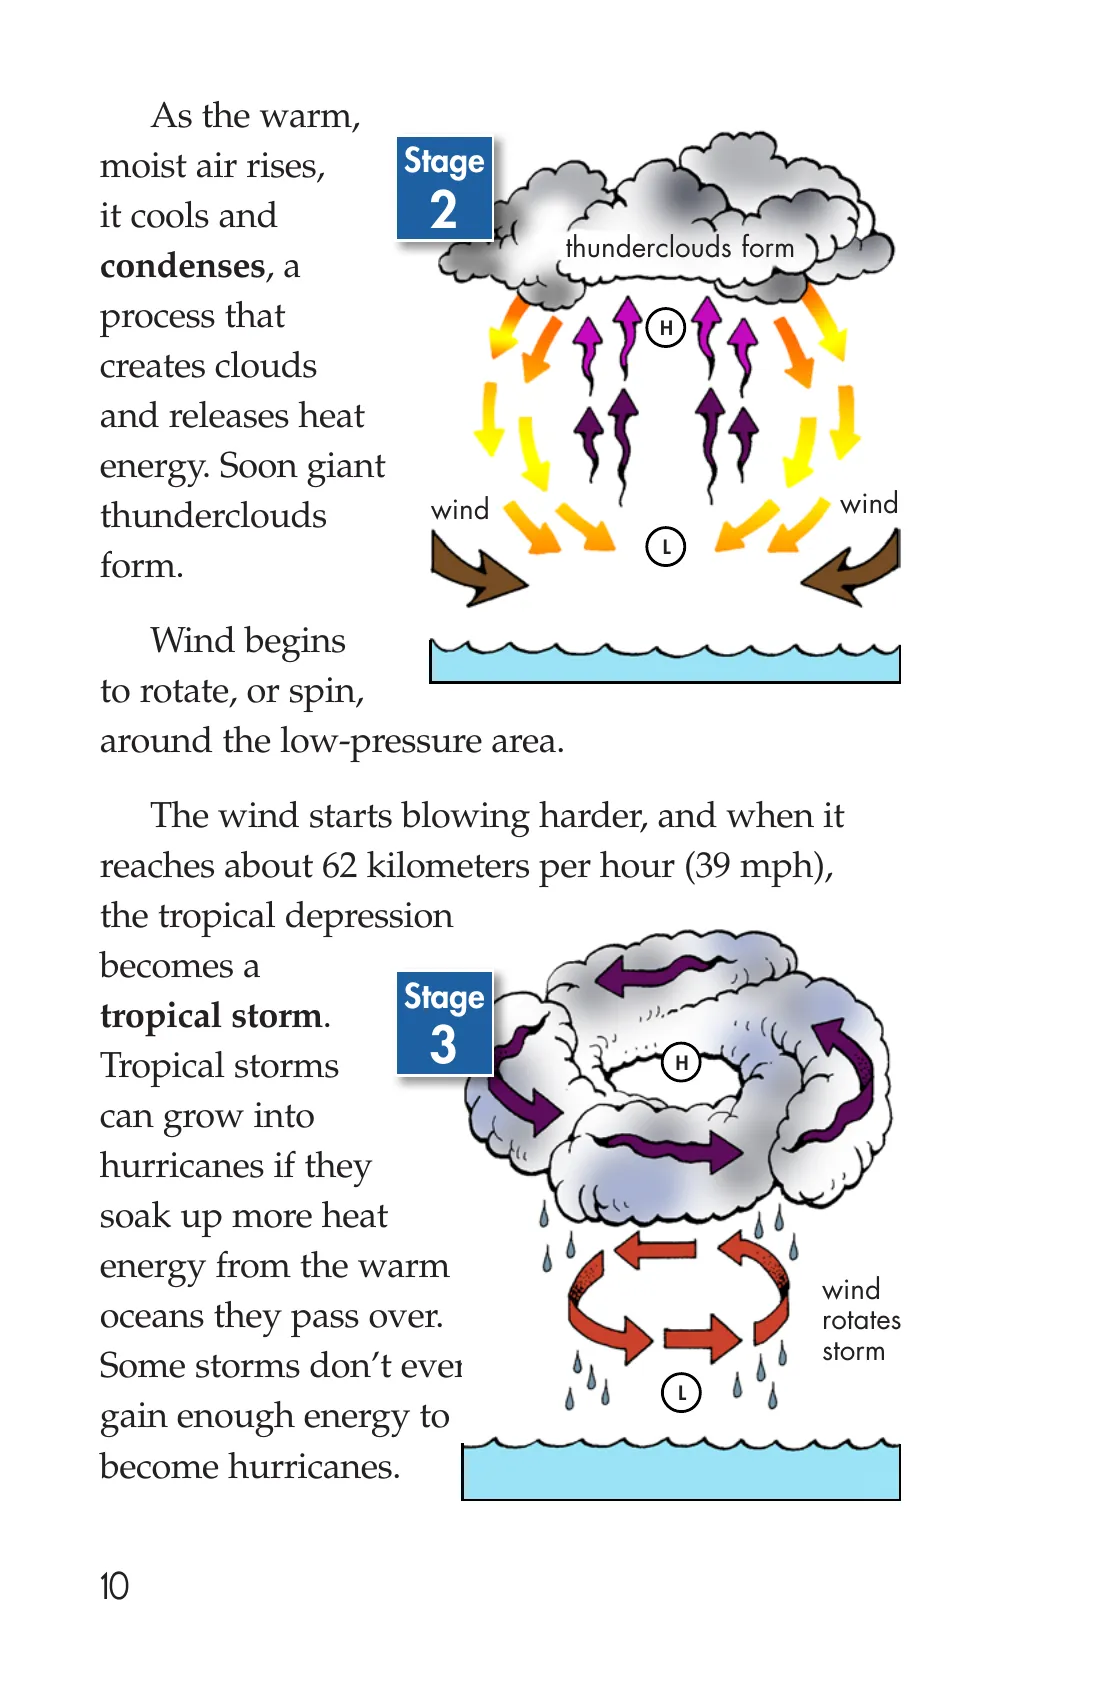 As the warm,
moist air rises,
it cools and
condenses, a
process that
creates clouds
and releases heat
energy. Soon giant
thunderclouds
form.
Stage
2
thunderclouds form
H
wind
wind
L
Wind begins
to rotate, or spin,
around the low-pressure area.
The wind starts blowing harder, and when it
reaches about 62 kilometers per hour (39 mph),
the tropical depression
becomes a
tropical storm.
Tropical storms
can grow into
hurricanes if they
soak up more heat
energy from the warm
oceans they pass over.
Some storms don’t ever
gain enough energy to
become hurricanes.
Stage
3
H
wind
rotates
storm
L
10